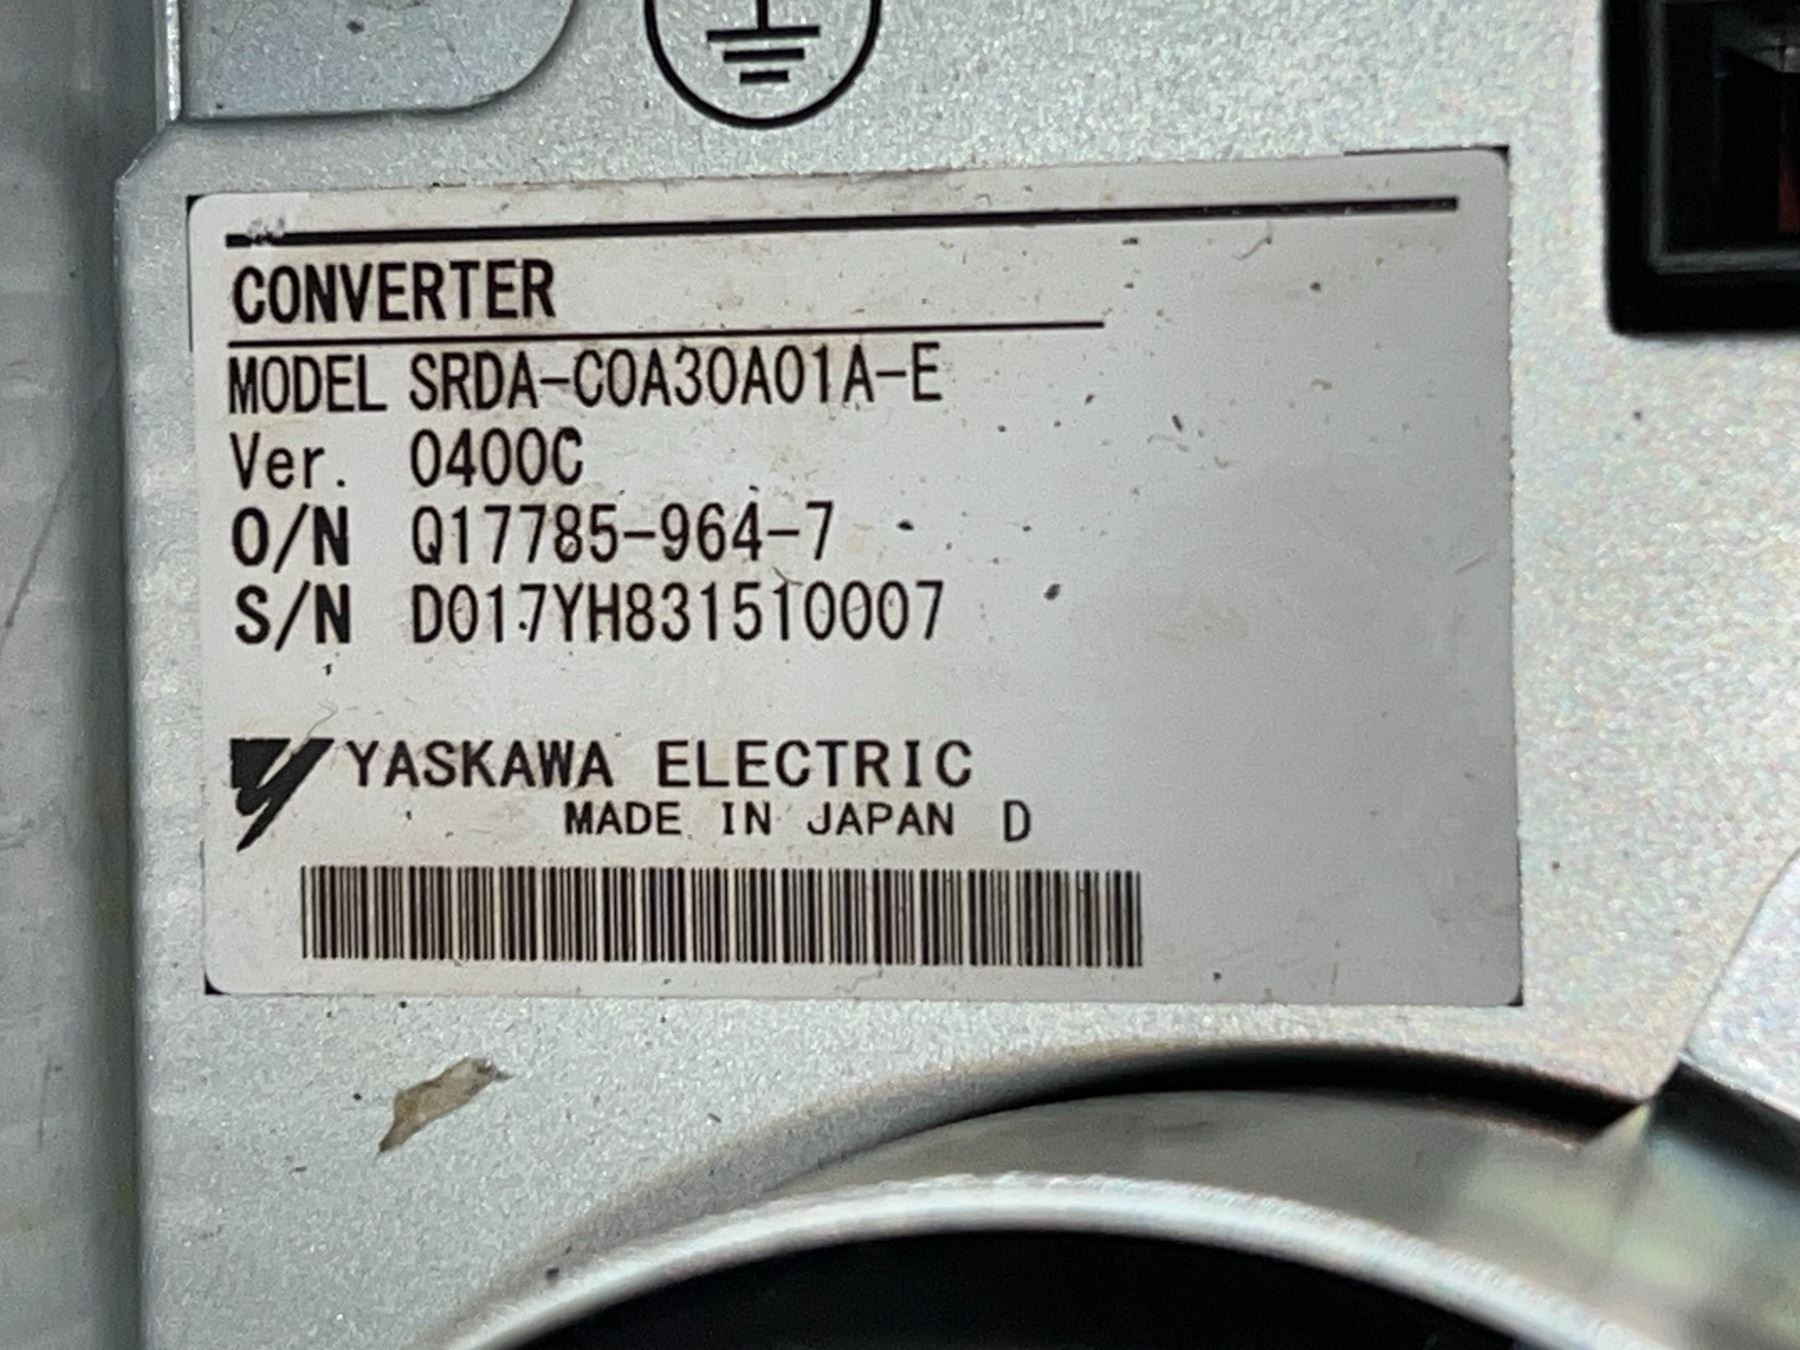 CONVERTER
MODEL SRDA-COA30A01A-E
Ver. 0400C
O/N Q17785-964-7
S/N D017YH831510007
YASKAWA ELECTRIC
MADE IN JAPAN D